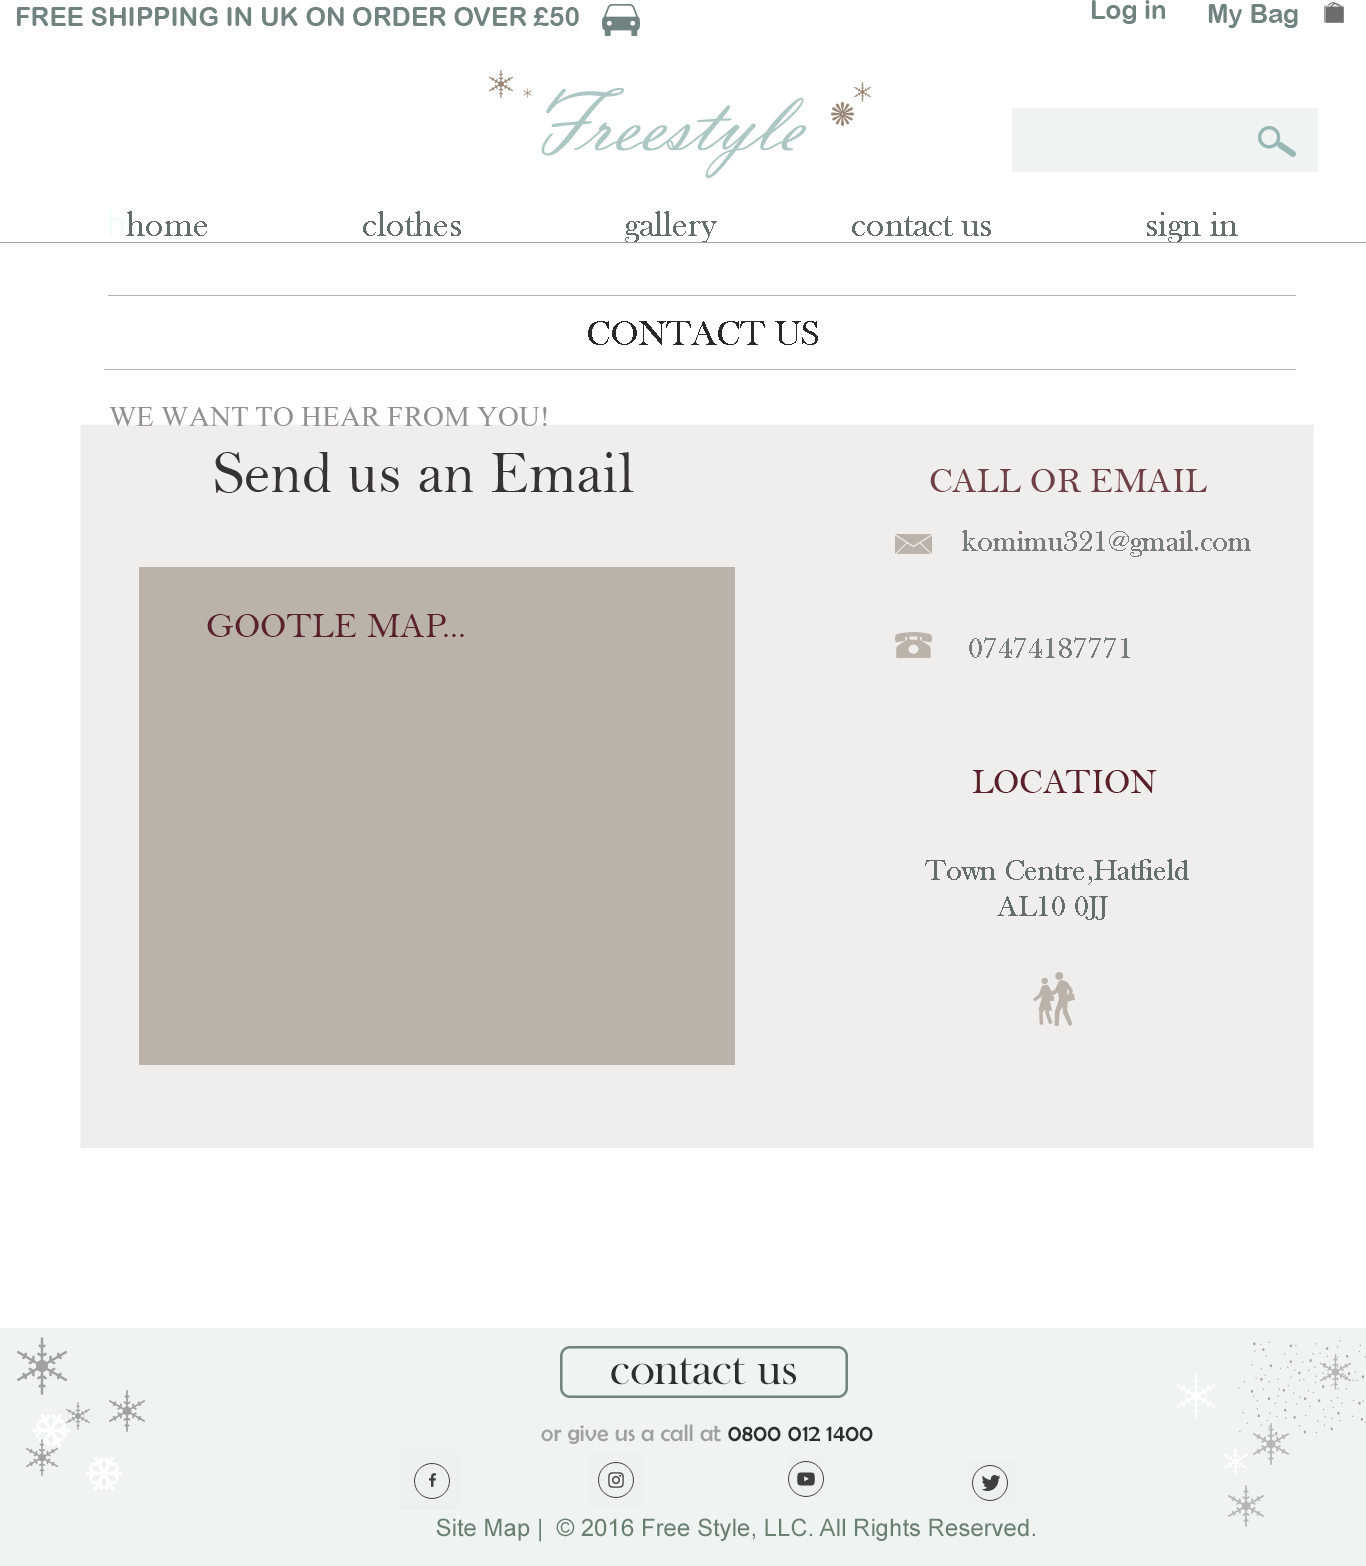 FREE SHIPPING IN UK ON ORDER OVER £50
Log in
My Bag
Freestyle
hhome
clothes
gallery
contact us
sign in
CONTACT US
WE WANT TO HEAR FROM YOU!
Send us an Email
CALL OR EMAIL
komimu321@gmail.com
GOOTLE MAP...
07474187771
LOCATION
Town Centre,Hatfield
AL10 0JJ
contact us
or give us a call at 0800 012 1400
Site Map | © 2016 Free Style, LLC. All Rights Reserved.